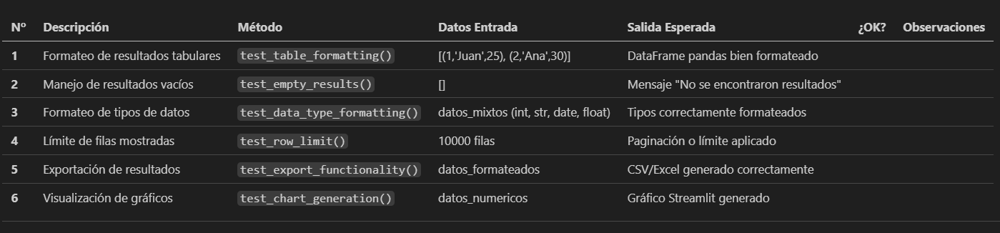 Nº Descripción Método Datos Entrada Salida Esperada ¿OK? Observaciones
1 Formateo de resultados tabulares test_table_formatting() [(1,'Juan',25), (2,'Ana',30)] DataFrame pandas bien formateado
2 Manejo de resultados vacíos test_empty_results() [] Mensaje "No se encontraron resultados"
3 Formateo de tipos de datos test_data_type_formatting() datos_mixtos (int, str, date, float) Tipos correctamente formateados
4 Límite de filas mostradas test_row_limit() 10000 filas Paginación o límite aplicado
5 Exportación de resultados test_export_functionality() datos_formateados CSV/Excel generado correctamente
6 Visualización de gráficos test_chart_generation() datos_numericos Gráfico Streamlit generado